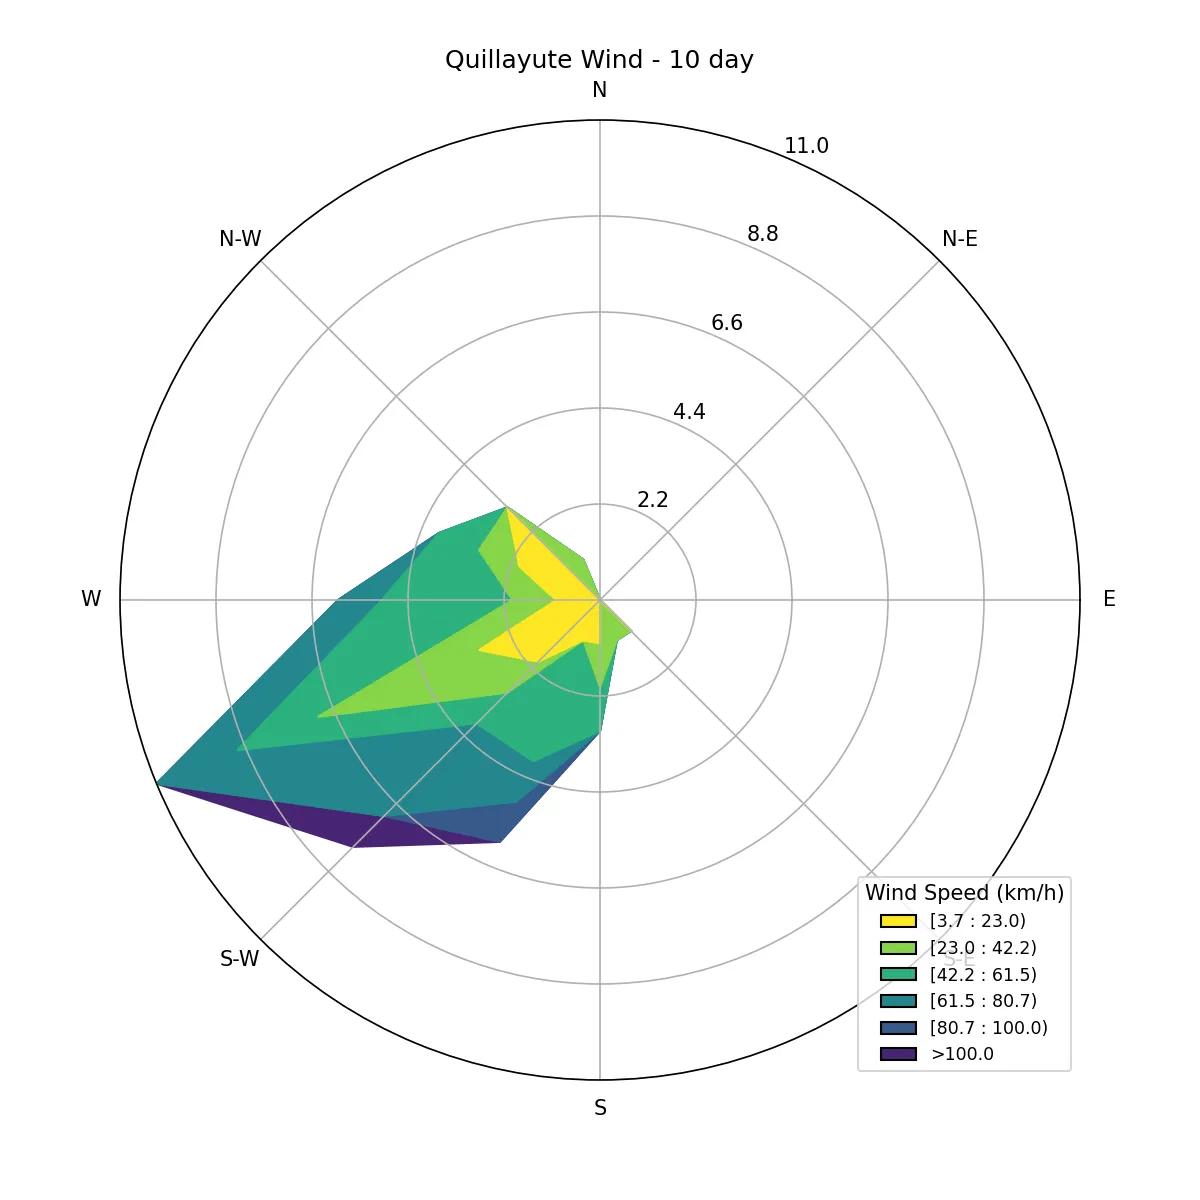 Quillayute Wind - 10 day
N
11.0
N-W
N-E
8.8
6.6
4.4
2.2
W
E
S-W
S-E
Wind Speed (km/h)
[3.7 : 23.0)
[23.0 : 42.2)
[42.2 : 61.5)
[61.5 : 80.7)
[80.7 : 100.0)
>100.0
S